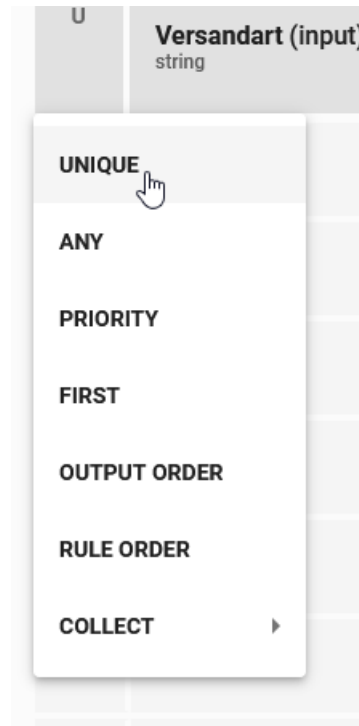 U
Versandart (input)
string
UNIQUE
ANY
PRIORITY
FIRST
OUTPUT ORDER
RULE ORDER
COLLECT